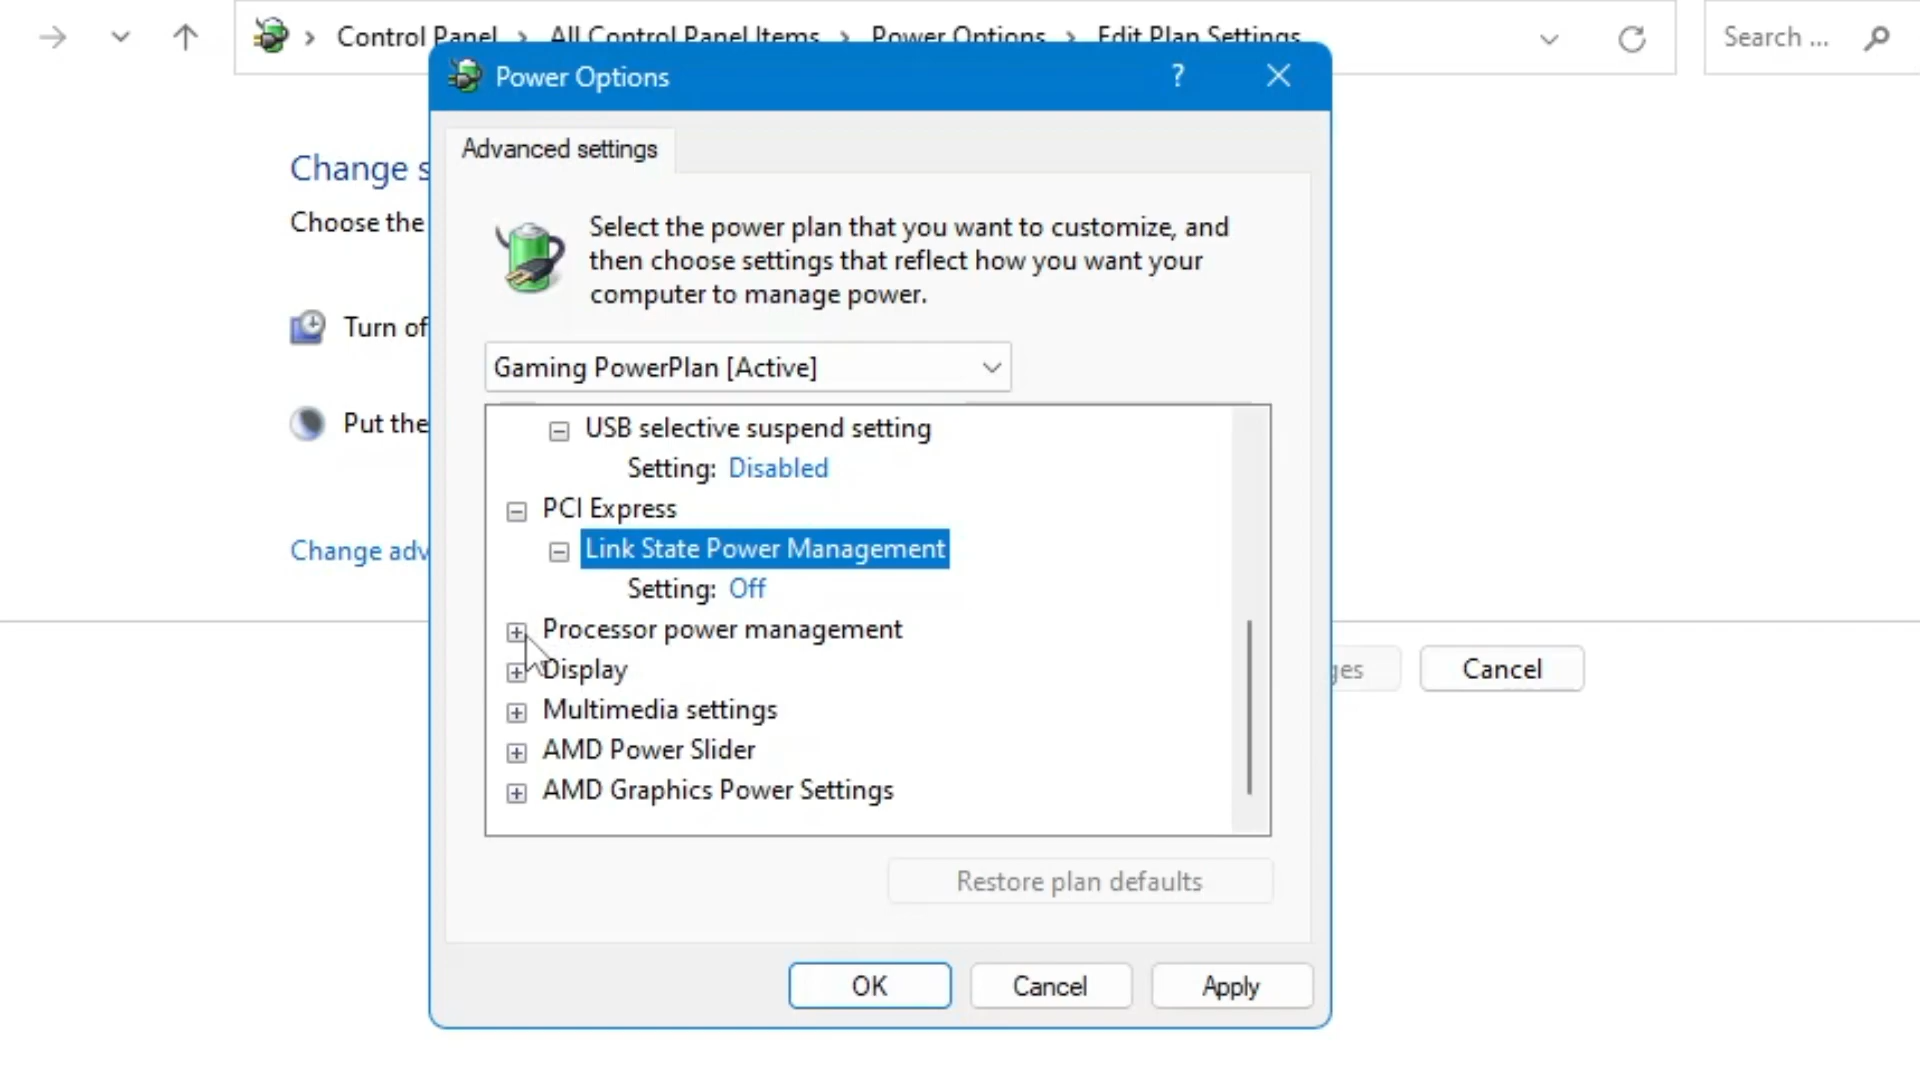 Control Panel > All Control Panel Items > Power Options > Edit Plan Settings
Search ...
Power Options
?
Advanced settings
Change s
Choose the
Select the power plan that you want to customize, and
then choose settings that reflect how you want your
computer to manage power.
Turn of
Gaming PowerPlan [Active]
Put the
USB selective suspend setting
Setting: Disabled
PCI Express
Change adv
Link State Power Management
Setting: Off
Processor power management
Display
Multimedia settings
AMD Power Slider
AMD Graphics Power Settings
ges
Cancel
Restore plan defaults
OK
Cancel
Apply